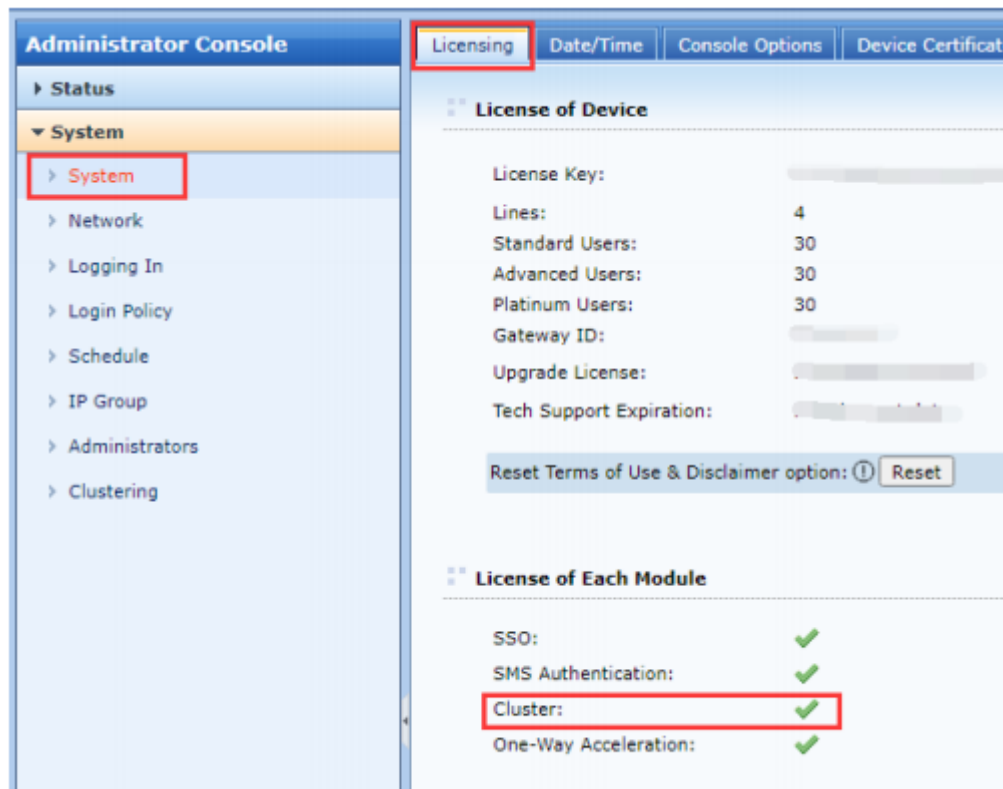 Administrator Console
Status
System
System
Network
Logging In
Login Policy
Schedule
IP Group
Administrators
Clustering
Licensing Date/Time Console Options Device Certificat
License of Device
License Key:
Lines: 4
Standard Users: 30
Advanced Users: 30
Platinum Users: 30
Gateway ID:
Upgrade License:
Tech Support Expiration:
Reset Terms of Use & Disclaimer option: Reset
License of Each Module
SSO:
SMS Authentication:
Cluster:
One-Way Acceleration: